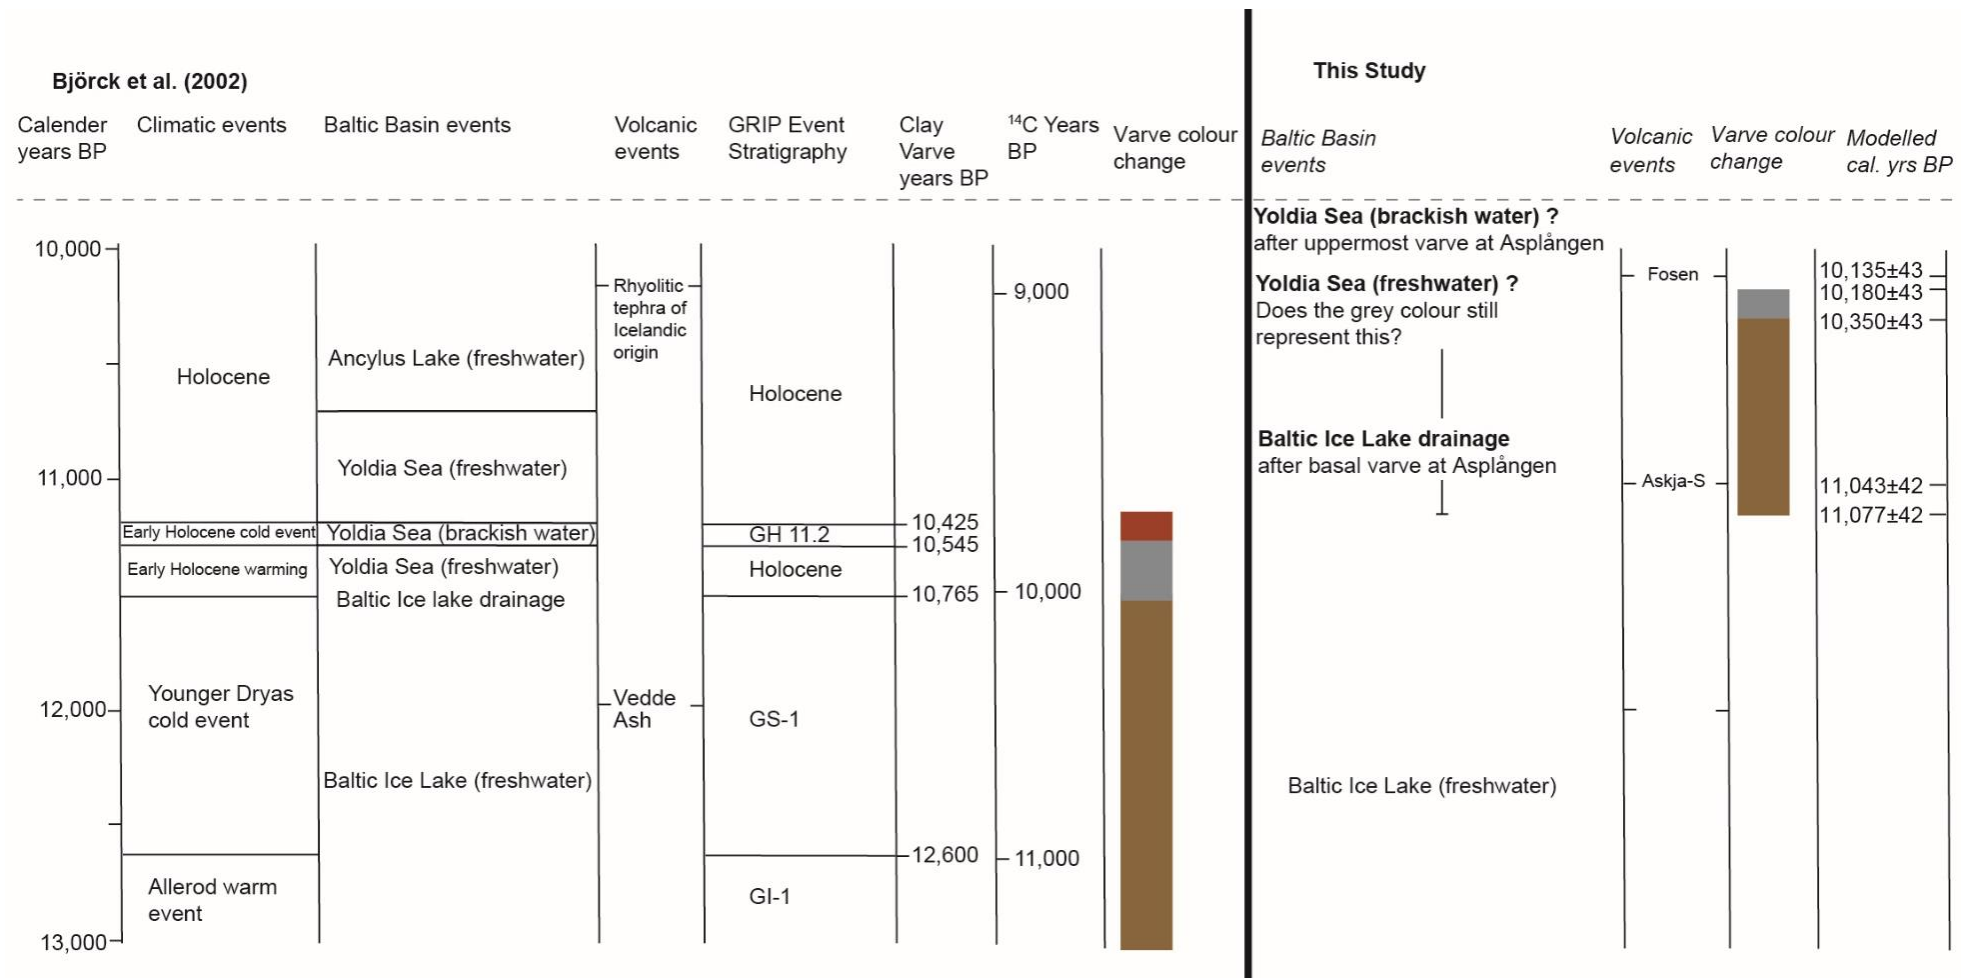 Björck et al. (2002)
This Study
Calender
years BP
Climatic events
Baltic Basin events
Volcanic
events
GRIP Event
Stratigraphy
Clay
Varve
years BP
14C Years
BP
Varve colour
change
Baltic Basin
events
Volcanic
events
Varve colour
change
Modelled
cal. yrs BP
10,000
11,000
12,000
13,000
Holocene
Early Holocene cold event
Early Holocene warming
Younger Dryas
cold event
Allerod warm
event
Ancylus Lake (freshwater)
Yoldia Sea (freshwater)
Yoldia Sea (brackish water)
Yoldia Sea (freshwater)
Baltic Ice lake drainage
Baltic Ice Lake (freshwater)
Rhyolitic
tephra of
Icelandic
origin
Vedde
Ash
Holocene
GH 11.2
Holocene
GS-1
GI-1
10,425
10,545
10,765
12,600
9,000
10,000
11,000
Yoldia Sea (brackish water) ?
after uppermost varve at Asplången
Yoldia Sea (freshwater) ?
Does the grey colour still
represent this?
Baltic Ice Lake drainage
after basal varve at Asplången
Baltic Ice Lake (freshwater)
Fosen
Askja-S
10,135±43
10,180±43
10,350±43
11,043±42
11,077±42